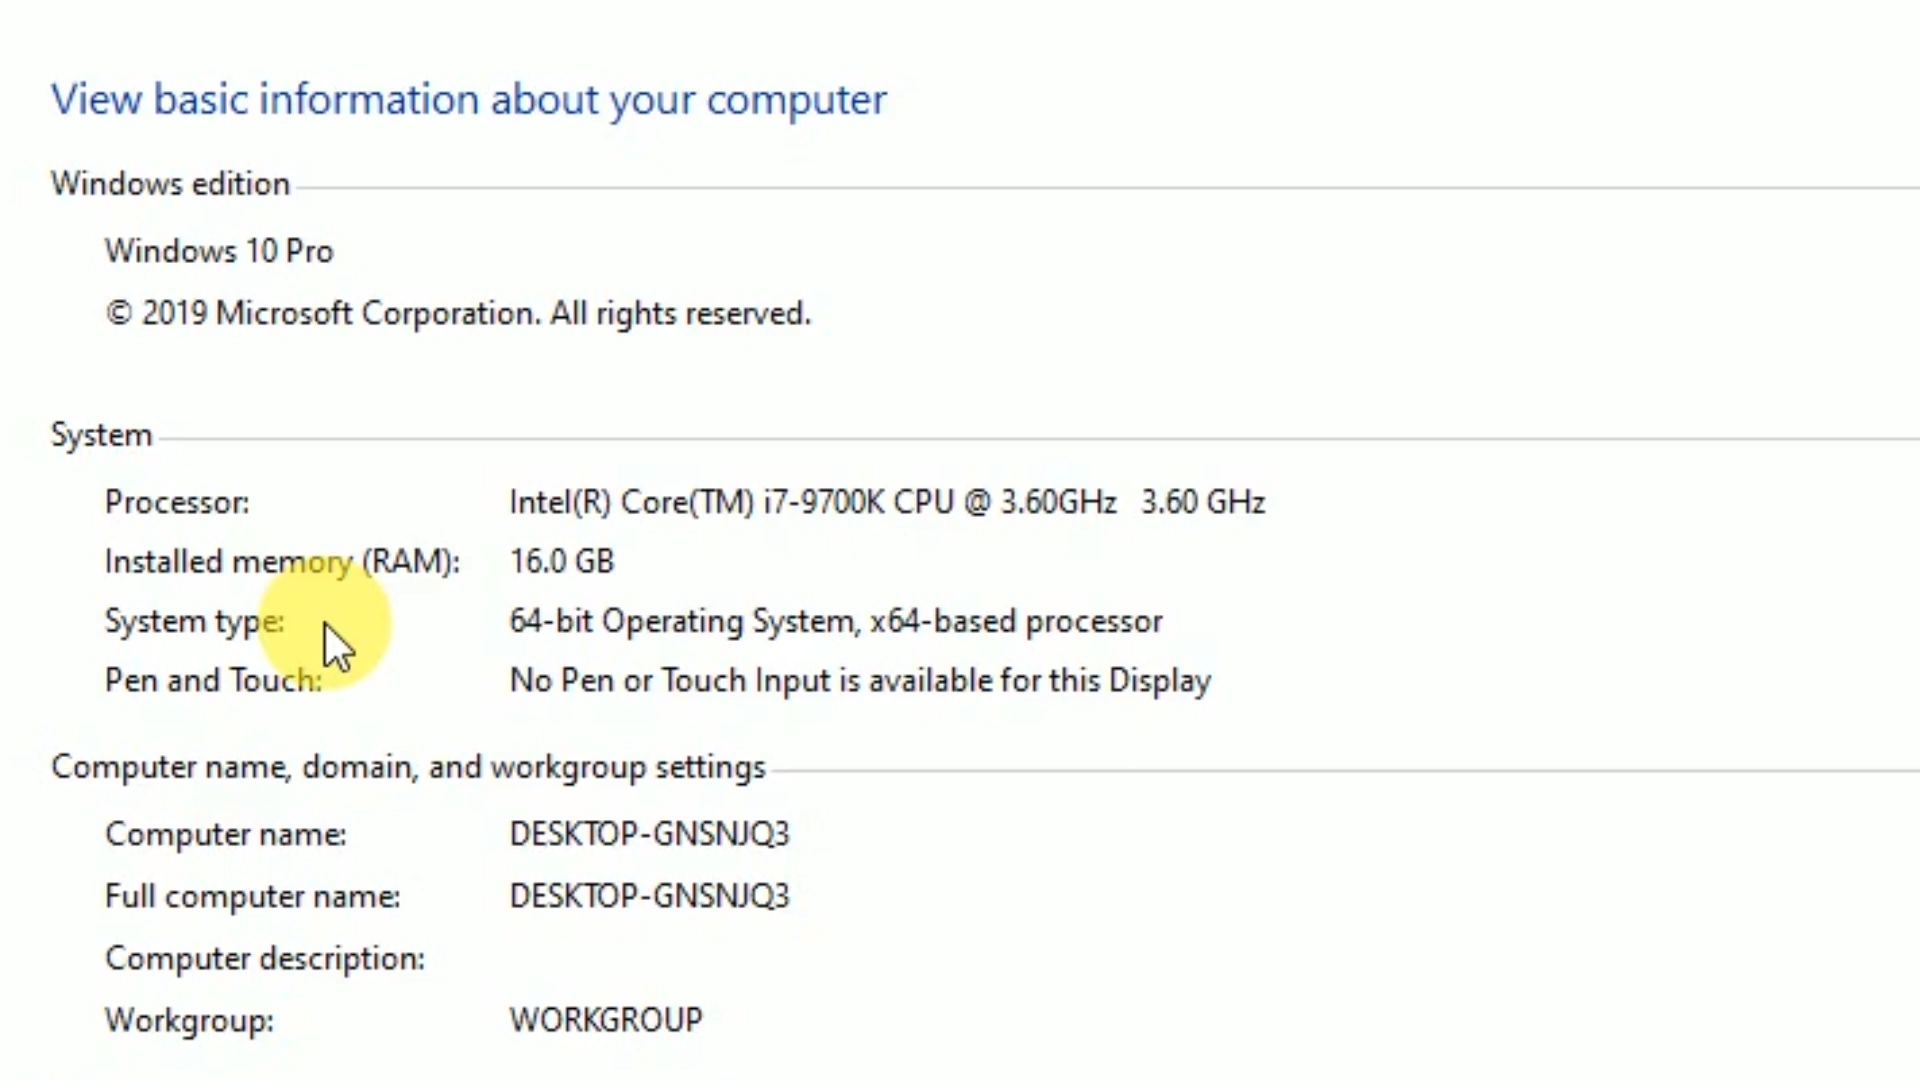 View basic information about your computer
Windows edition
Windows 10 Pro
© 2019 Microsoft Corporation. All rights reserved.
System
Processor: Intel(R) Core(TM) i7-9700K CPU @ 3.60GHz 3.60 GHz
Installed memory (RAM): 16.0 GB
System type: 64-bit Operating System, x64-based processor
Pen and Touch: No Pen or Touch Input is available for this Display
Computer name, domain, and workgroup settings
Computer name: DESKTOP-GNSNJQ3
Full computer name: DESKTOP-GNSNJQ3
Computer description:
Workgroup: WORKGROUP